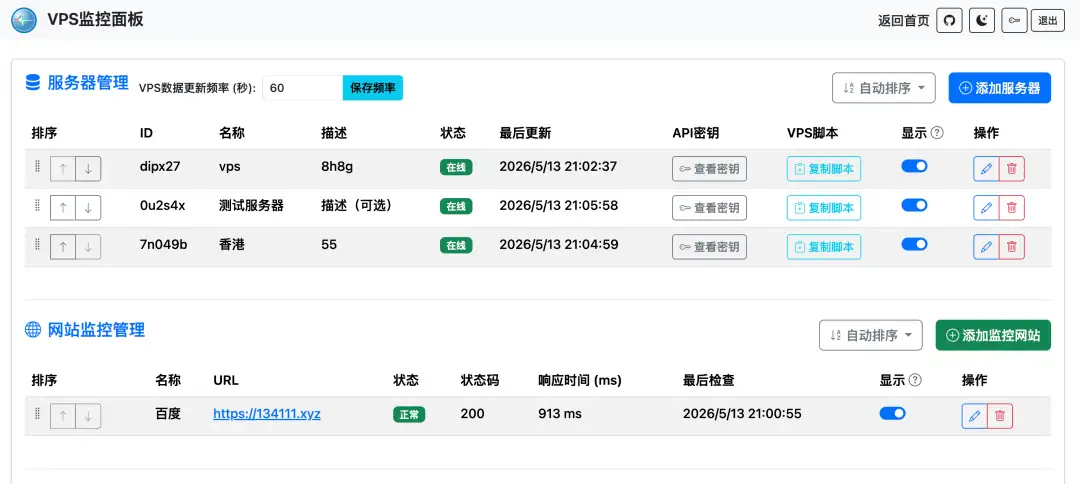 VPS监控面板 返回首页 退出
服务器管理 VPS数据更新频率 (秒): 60 保存频率 自动排序 添加服务器
排序 ID 名称 描述 状态 最后更新 API密钥 VPS脚本 显示 ? 操作
↑ ↓ dipx27 vps 8h8g 在线 2026/5/13 21:02:37 查看密钥 复制脚本
↑ ↓ 0u2s4x 测试服务器 描述（可选） 在线 2026/5/13 21:05:58 查看密钥 复制脚本
↑ ↓ 7n049b 香港 55 在线 2026/5/13 21:04:59 查看密钥 复制脚本
网站监控管理 自动排序 添加监控网站
排序 名称 URL 状态 状态码 响应时间 (ms) 最后检查 显示 ? 操作
↑ ↓ 百度 https://134111.xyz 正常 200 913 ms 2026/5/13 21:00:55